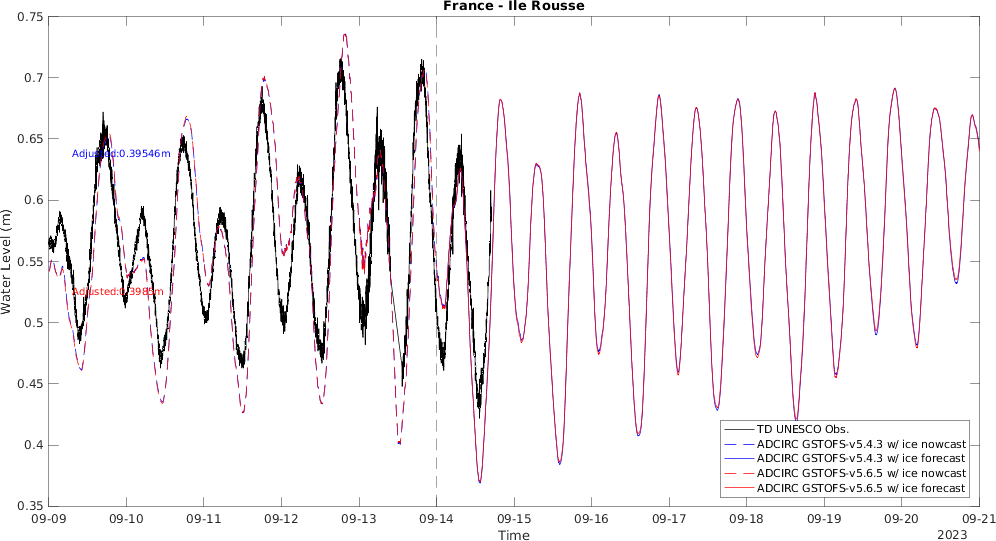 France - Ile Rousse
0.75
0.7
0.65
0.6
0.55
0.5
0.45
0.4
0.35
Water Level (m)
Adjusted:0.39546m
Adjusted:0.3985m
TD UNESCO Obs.
ADCIRC GSTOFS-v5.4.3 w/ ice nowcast
ADCIRC GSTOFS-v5.4.3 w/ ice forecast
ADCIRC GSTOFS-v5.6.5 w/ ice nowcast
ADCIRC GSTOFS-v5.6.5 w/ ice forecast
09-09 09-10 09-11 09-12 09-13 09-14 09-15 09-16 09-17 09-18 09-19 09-20 09-21
Time
2023